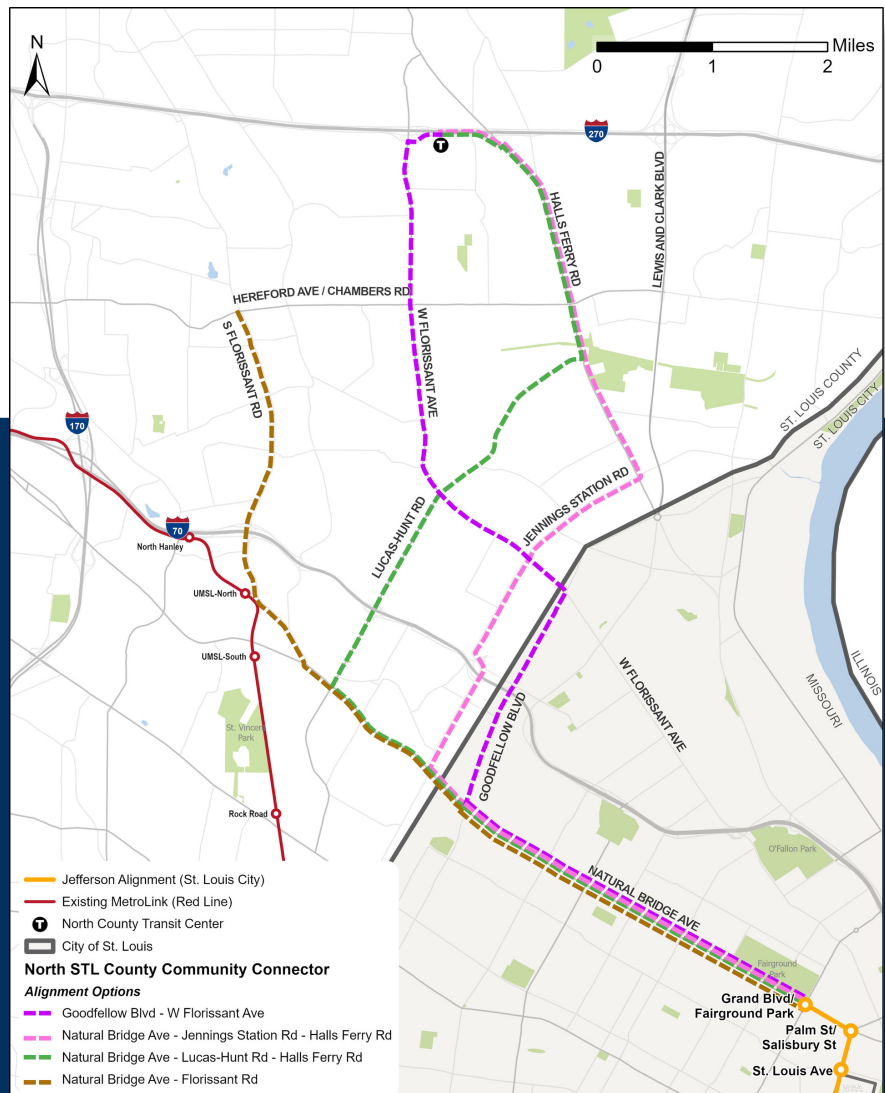 N
Miles
0
1
2
270
HALLS FERRY RD
LEWIS AND CLARK BLVD
HEREFORD AVE / CHAMBERS RD
S FLORISSANT RD
W FLORISSANT AVE
ST. LOUIS COUNTY
ST. LOUIS CITY
170
JENNINGS STATION RD
LUCAS-HUNT RD
70
North Hanley
UMSL-North
UMSL-South
ILLINOIS
MISSOURI
W FLORISSANT AVE
St. Vincent
Park
GOODFELLOW BLVD
Rock Road
O'Fallon Park
NATURAL BRIDGE AVE
Fairground
Park
Grand Blvd/
Fairground Park
Palm St/
Salisbury St
St. Louis Ave
Jefferson Alignment (St. Louis City)
Existing MetroLink (Red Line)
T
North County Transit Center
City of St. Louis
North STL County Community Connector
Alignment Options
Goodfellow Blvd - W Florissant Ave
Natural Bridge Ave - Jennings Station Rd - Halls Ferry Rd
Natural Bridge Ave - Lucas-Hunt Rd - Halls Ferry Rd
Natural Bridge Ave - Florissant Rd
T